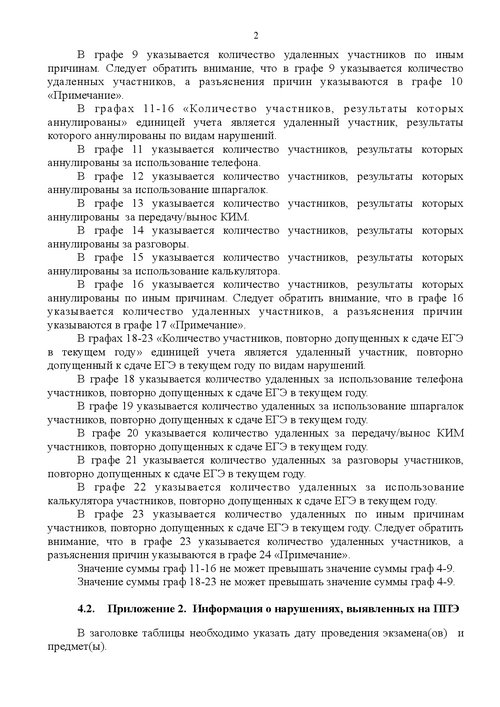 2
В графе 9 указывается количество удаленных участников по иным
причинам. Следует обратить внимание, что в графе 9 указывается количество
удаленных участников, а разъяснения причин указываются в графе 10
«Примечание».
В графах 11-16 «Количество участников, результаты которых
аннулированы» единицей учета является удаленный участник, результаты
которого аннулированы по видам нарушений.
В графе 11 указывается количество участников, результаты которых
аннулированы за использование телефона.
В графе 12 указывается количество участников, результаты которых
аннулированы за использование шпаргалок.
В графе 13 указывается количество участников, результаты которых
аннулированы за передачу/вынос КИМ.
В графе 14 указывается количество участников, результаты которых
аннулированы за разговоры.
В графе 15 указывается количество участников, результаты которых
аннулированы за использование калькулятора.
В графе 16 указывается количество участников, результаты которых
аннулированы по иным причинам. Следует обратить внимание, что в графе 16
указывается количество удаленных участников, а разъяснения причин
указываются в графе 17 «Примечание».
В графах 18-23 «Количество участников, повторно допущенных к сдаче ЕГЭ
в текущем году» единицей учета является удаленный участник, повторно
допущенный к сдаче ЕГЭ в текущем году по видам нарушений.
В графе 18 указывается количество удаленных за использование телефона
участников, повторно допущенных к сдаче ЕГЭ в текущем году.
В графе 19 указывается количество удаленных за использование шпаргалок
участников, повторно допущенных к сдаче ЕГЭ в текущем году.
В графе 20 указывается количество удаленных за передачу/вынос КИМ
участников, повторно допущенных к сдаче ЕГЭ в текущем году.
В графе 21 указывается количество удаленных за разговоры участников,
повторно допущенных к сдаче ЕГЭ в текущем году.
В графе 22 указывается количество удаленных за использование
калькулятора участников, повторно допущенных к сдаче ЕГЭ в текущем году.
В графе 23 указывается количество удаленных по иным причинам
участников, повторно допущенных к сдаче ЕГЭ в текущем году. Следует обратить
внимание, что в графе 23 указывается количество удаленных участников, а
разъяснения причин указываются в графе 24 «Примечание».
Значение суммы граф 11-16 не может превышать значение суммы граф 4-9.
Значение суммы граф 18-23 не может превышать значение суммы граф 4-9.
4.2. Приложение 2. Информация о нарушениях, выявленных на ППЭ
В заголовке таблицы необходимо указать дату проведения экзамена(ов) и
предмет(ы).